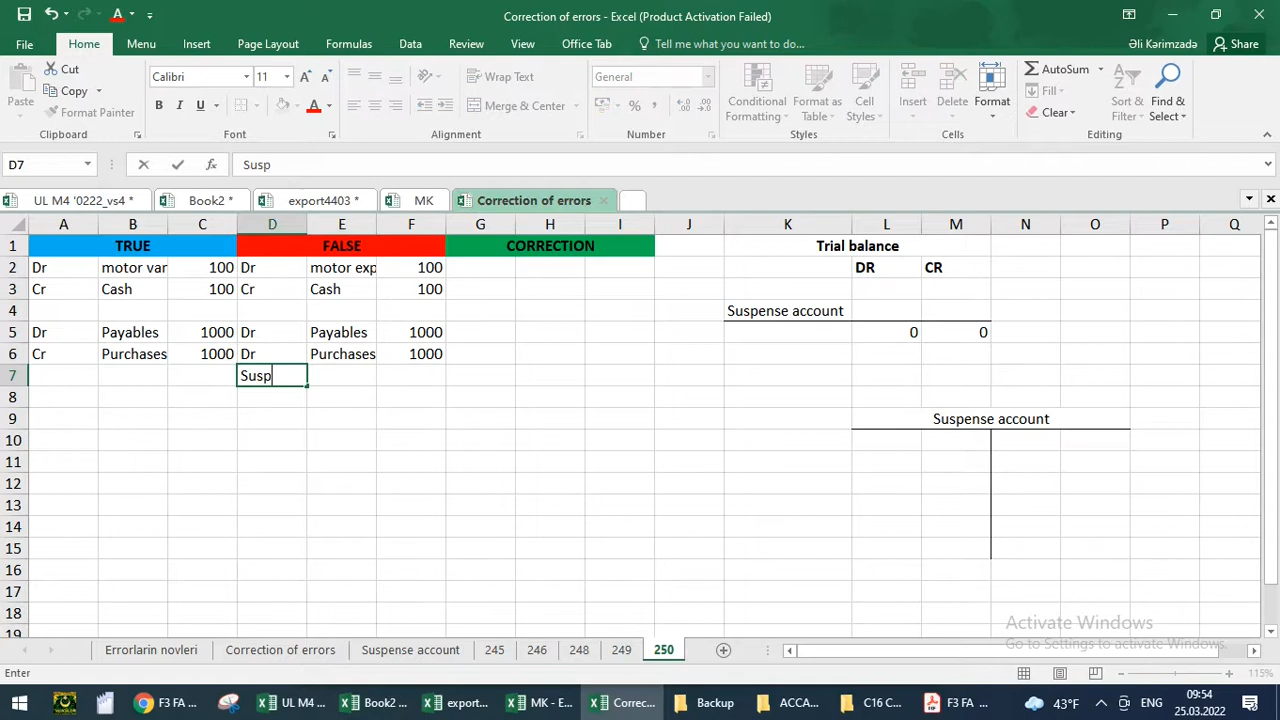 Correction of errors - Excel (Product Activation Failed)
File Home Menu Insert Page Layout Formulas Data Review View Office Tab Tell me what you want to do... Əli Kərimzadə Share
Cut
Copy
Format Painter
Paste
Clipboard
Calibri 11
B I U
Font
Wrap Text
Merge & Center
Alignment
General
Number
Conditional Formatting
Format as Table
Cell Styles
Styles
Insert Delete Format
Cells
AutoSum
Fill
Clear
Sort & Filter
Find & Select
Editing
D7 fx Susp
UL M4 '0222_vs4 * Book2 * export4403 * MK Correction of errors
A B C D E F G H I J K L M N O P Q
1 TRUE FALSE CORRECTION Trial balance
2 Dr motor var 100 Dr motor exp 100 DR CR
3 Cr Cash 100 Cr Cash 100
4 Suspense account
5 Dr Payables 1000 Dr Payables 1000 0 0
6 Cr Purchases 1000 Dr Purchases 1000
7 Susp
8
9 Suspense account
10
11
12
13
14
15
16
17
18
19
Activate Windows
Go to Settings to activate Windows.
Errorlarin novleri Correction of errors Suspense account 245 246 248 249 250
Enter 115%
F3 FA ... UL M4 ... Book2 ... export... MK - E... Correc... Backup ACCA... C16 C... F3 FA ... 43°F ENG 09:54
25.03.2022